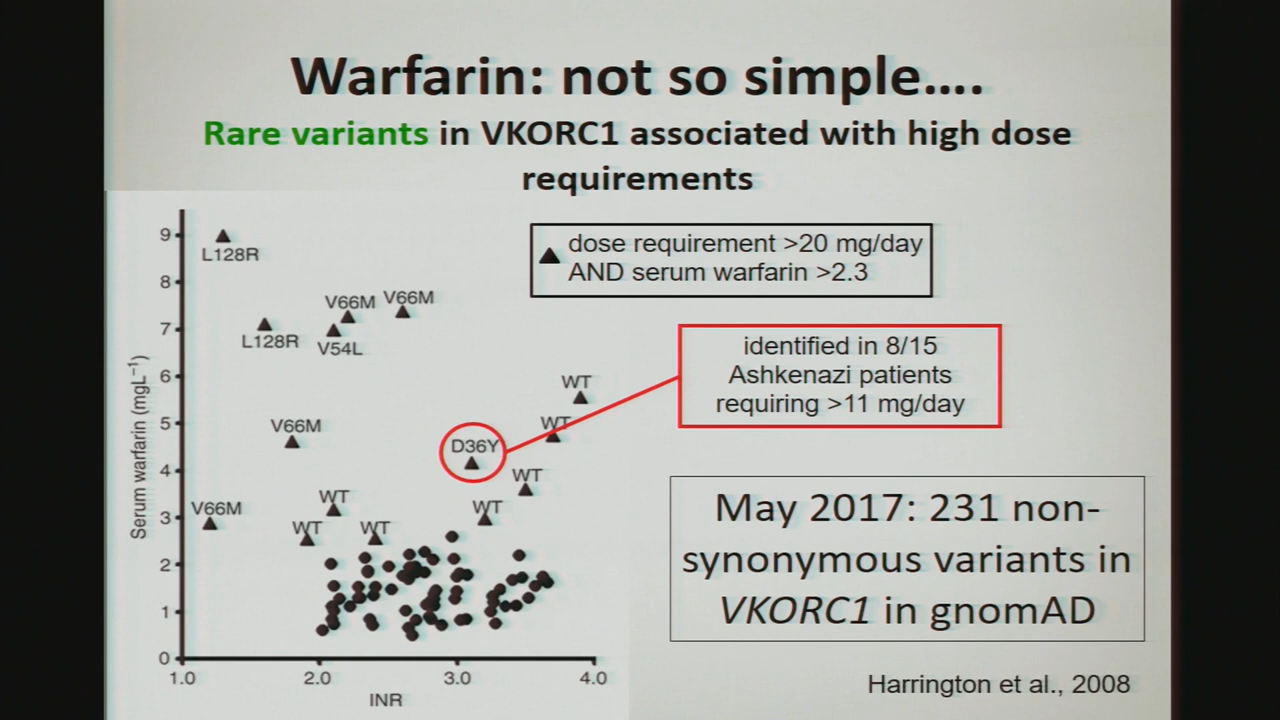 Warfarin: not so simple....
Rare variants in VKORC1 associated with high dose
requirements
dose requirement >20 mg/day
AND serum warfarin >2.3
identified in 8/15
Ashkenazi patients
requiring >11 mg/day
May 2017: 231 non-
synonymous variants in
VKORC1 in gnomAD
Harrington et al., 2008
Serum warfarin (mgL⁻¹)
9
8
7
6
5
4
3
2
1
0
L128R
V66M
V66M
L128R
V54L
WT
V66M
WT
D36Y
WT
V66M
WT
WT
WT
WT
1.0
2.0
3.0
4.0
INR